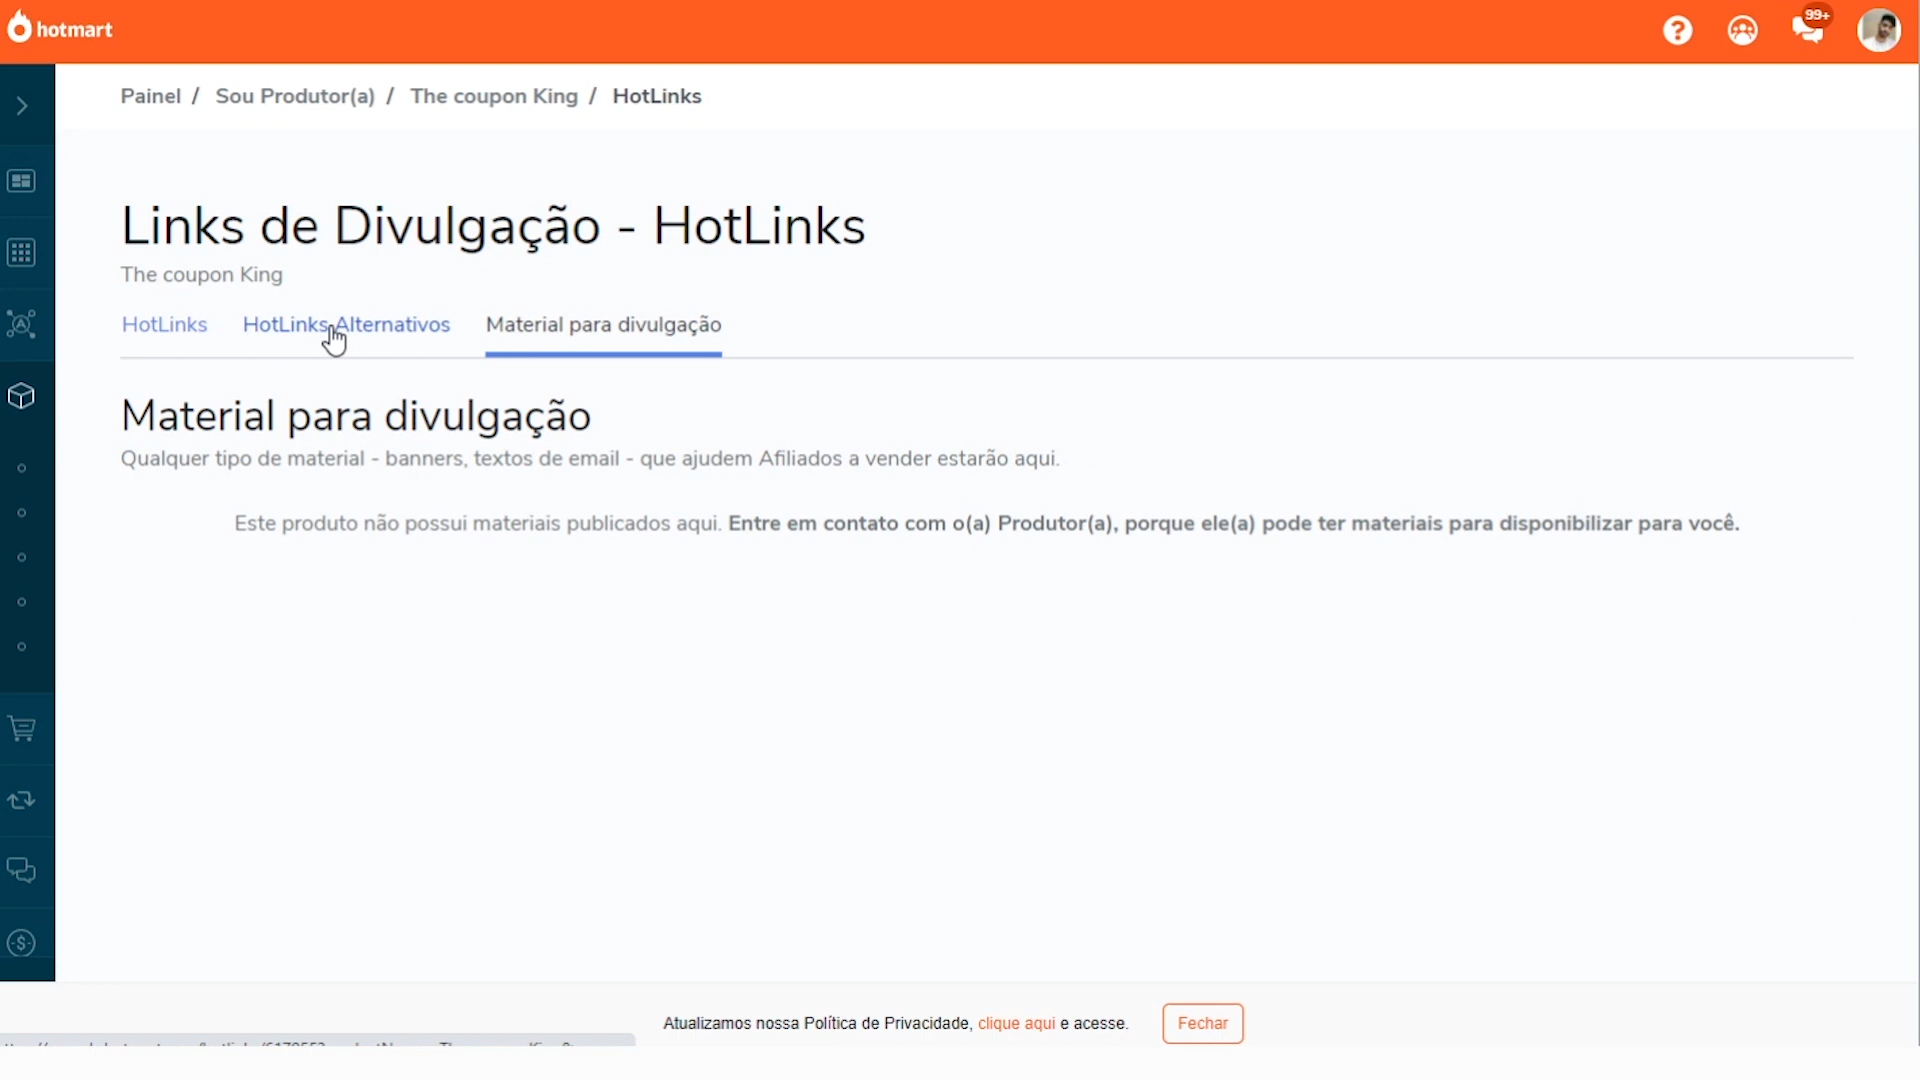 hotmart
99+
Painel / Sou Produtor(a) / The coupon King / HotLinks
Links de Divulgação - HotLinks
The coupon King
HotLinks HotLinks Alternativos Material para divulgação
Material para divulgação
Qualquer tipo de material - banners, textos de email - que ajudem Afiliados a vender estarão aqui.
Este produto não possui materiais publicados aqui. Entre em contato com o(a) Produtor(a), porque ele(a) pode ter materiais para disponibilizar para você.
Atualizamos nossa Política de Privacidade, clique aqui e acesse. Fechar